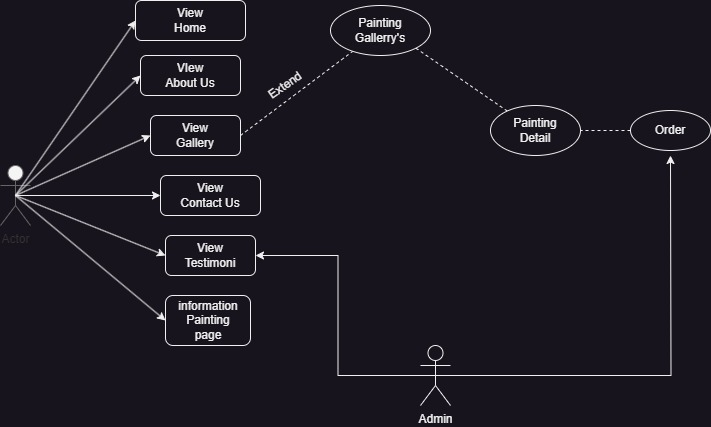 View
Home
VIew
About Us
View
Gallery
View
Contact Us
View
Testimoni
information
Painting
page
Actor
Extend
Painting
Gallerry's
Painting
Detail
Order
Admin